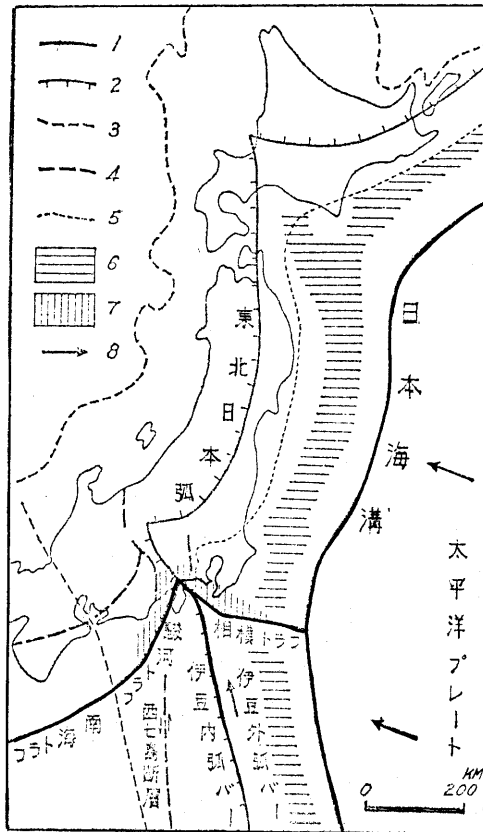 1
2
3
4
5
6
7
8
東北日本弧
日本海溝
太平洋プレート
相模トラフ
駿河トラフ
南海トラフ
西七島断層
伊豆内弧バー
伊豆外弧バー
KM
0 200